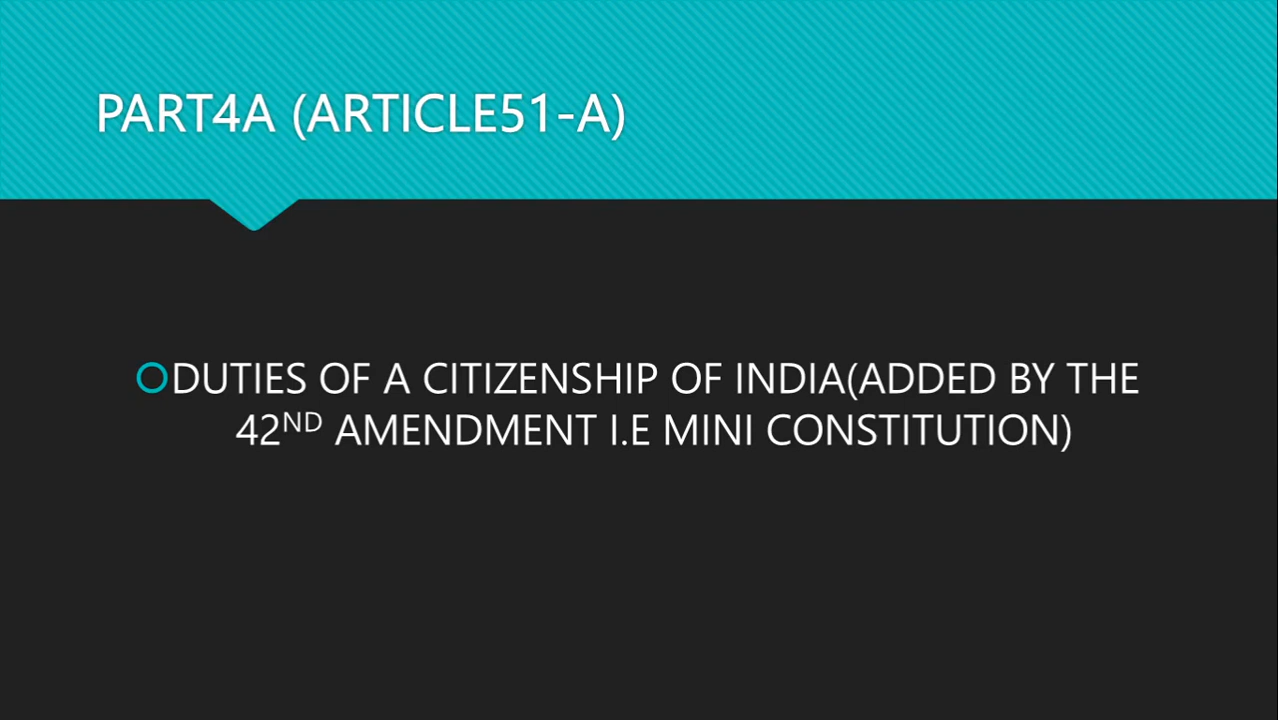 PART4A (ARTICLE51-A)
DUTIES OF A CITIZENSHIP OF INDIA(ADDED BY THE
42ND AMENDMENT I.E MINI CONSTITUTION)